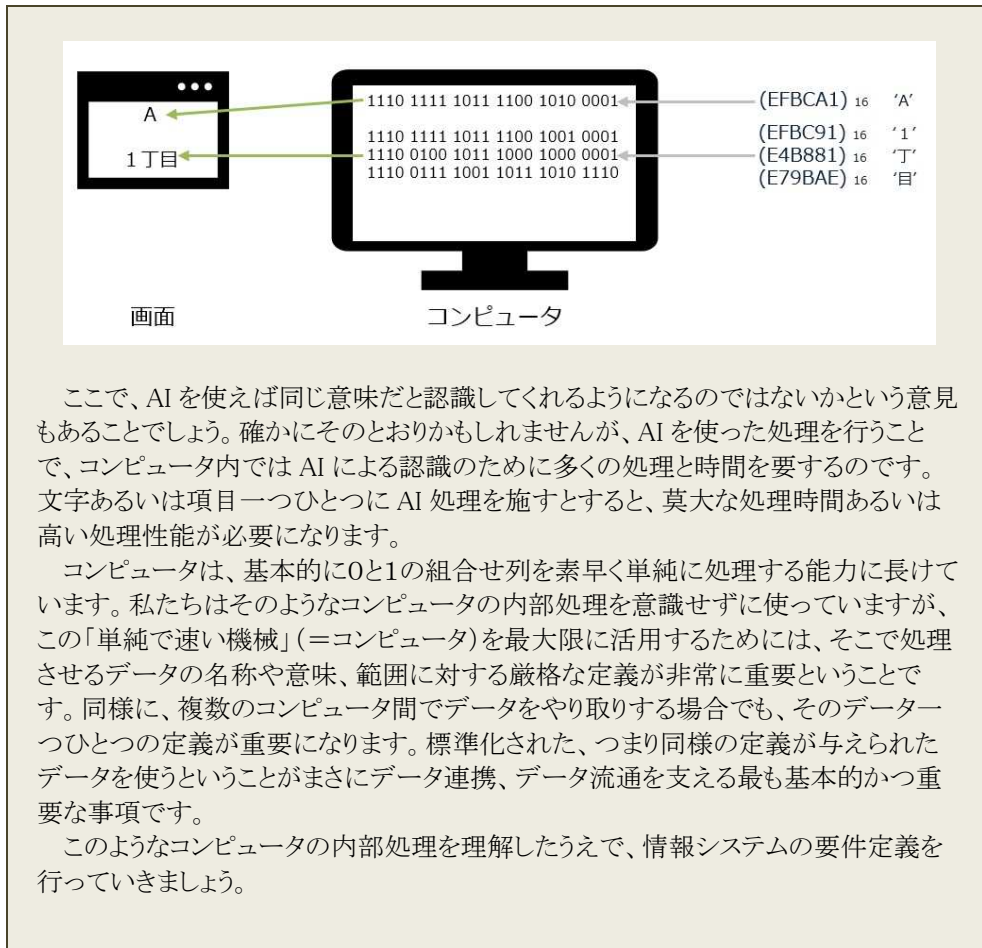 A
1丁目
画面
1110 1111 1011 1100 1010 0001
1110 1111 1011 1100 1001 0001
1110 0100 1011 1000 1000 0001
1110 0111 1001 1011 1010 1110
コンピュータ
(EFBCA1) 16 ‘A’
(EFBC91) 16 ‘1’
(E4B881) 16 ‘丁’
(E79BAE) 16 ‘目’
ここで、AI を使えば同じ意味だと認識してくれるようになるのではないかという意見
もあることでしょう。確かにそのとおりかもしれませんが、AI を使った処理を行うこと
で、コンピュータ内では AI による認識のために多くの処理と時間を要するのです。
文字あるいは項目一つひとつに AI 処理を施すとすると、莫大な処理時間あるいは
高い処理性能が必要になります。
コンピュータは、基本的に0と1の組合せ列を素早く単純に処理する能力に長けて
います。私たちはそのようなコンピュータの内部処理を意識せずに使っていますが、
この「単純で速い機械」(=コンピュータ)を最大限に活用するためには、そこで処理
させるデータの名称や意味、範囲に対する厳格な定義が非常に重要ということで
す。同様に、複数のコンピュータ間でデータをやり取りする場合でも、そのデータ一
つひとつの定義が重要になります。標準化された、つまり同様の定義が与えられた
データを使うということがまさにデータ連携、データ流通を支える最も基本的かつ重
要な事項です。
このようなコンピュータの内部処理を理解したうえで、情報システムの要件定義を
行っていきましょう。